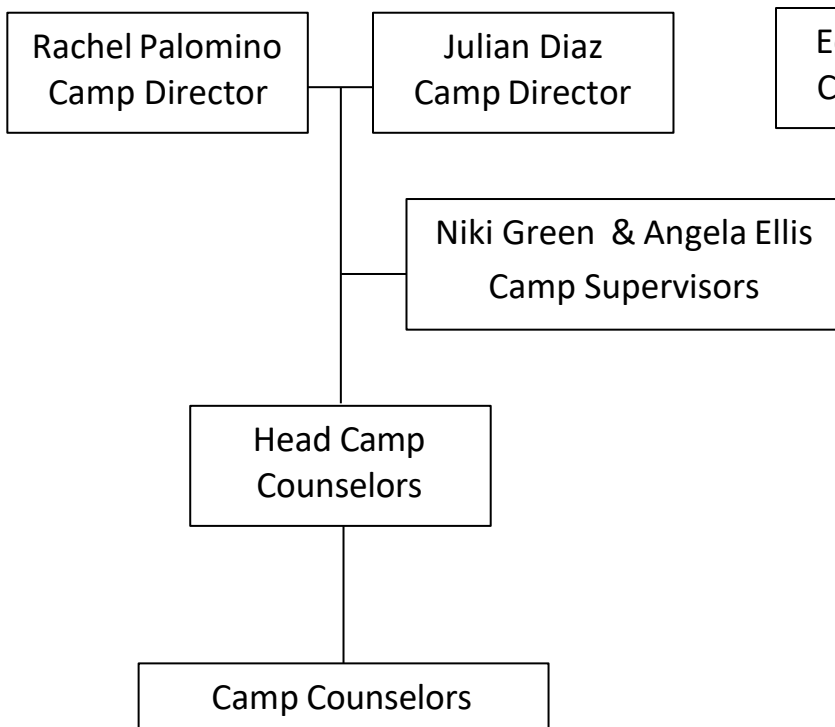 Rachel Palomino
Camp Director
Julian Diaz
Camp Director
Niki Green & Angela Ellis
Camp Supervisors
Head Camp
Counselors
Camp Counselors